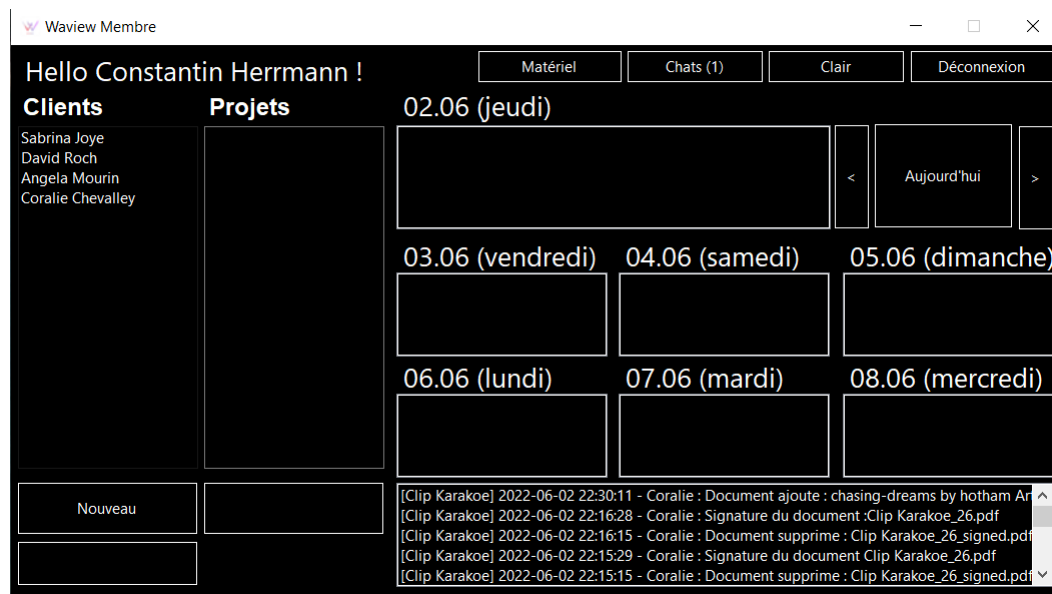 Waview Membre
Hello Constantin Herrmann !
Matériel
Chats (1)
Clair
Déconnexion
Clients
Projets
02.06 (jeudi)
Sabrina Joye
David Roch
Angela Mourin
Coralie Chevalley
<
Aujourd'hui
>
03.06 (vendredi)
04.06 (samedi)
05.06 (dimanche)
06.06 (lundi)
07.06 (mardi)
08.06 (mercredi)
Nouveau
[Clip Karakoe] 2022-06-02 22:30:11 - Coralie : Document ajoute : chasing-dreams by hotham Ar
[Clip Karakoe] 2022-06-02 22:16:28 - Coralie : Signature du document :Clip Karakoe_26.pdf
[Clip Karakoe] 2022-06-02 22:16:15 - Coralie : Document supprime : Clip Karakoe_26_signed.pdf
[Clip Karakoe] 2022-06-02 22:15:29 - Coralie : Signature du document Clip Karakoe_26.pdf
[Clip Karakoe] 2022-06-02 22:15:15 - Coralie : Document supprime : Clip Karakoe_26_signed.pdf